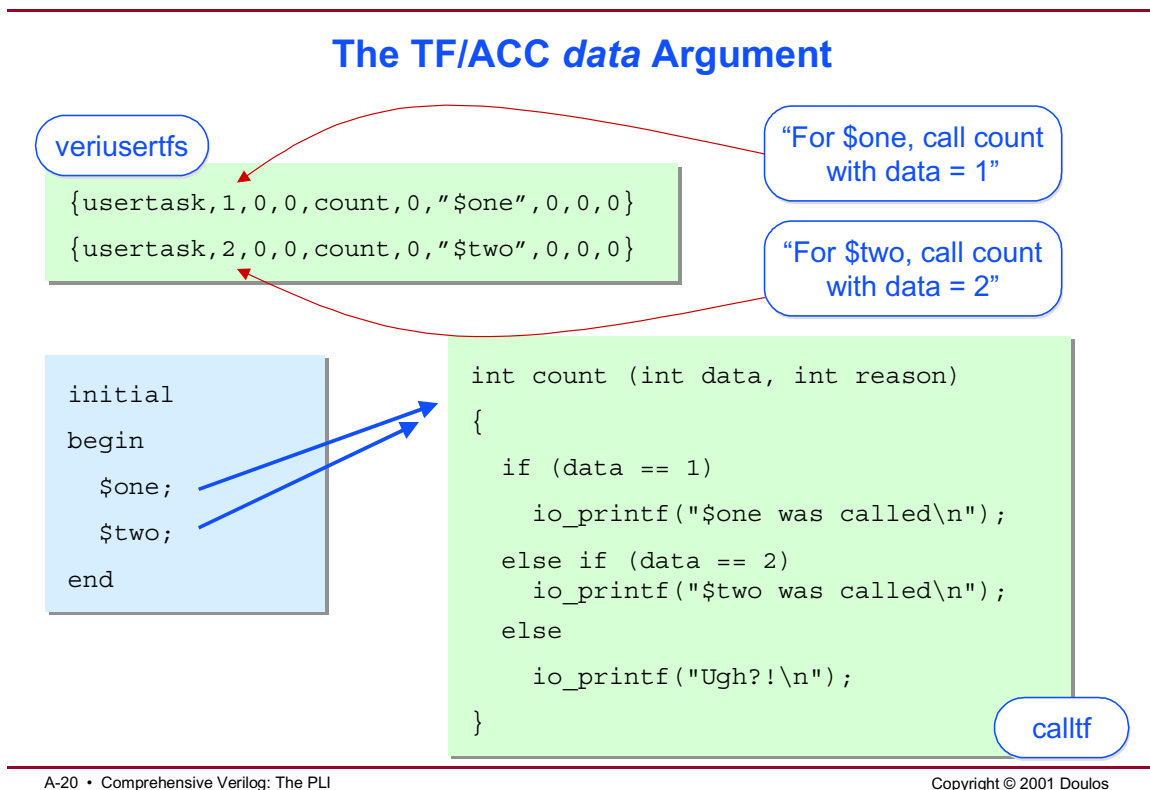 The TF/ACC data Argument
veriusertfs
{usertask,1,0,0,count,0,"$one",0,0,0}
{usertask,2,0,0,count,0,"$two",0,0,0}
“For $one, call count
with data = 1”
“For $two, call count
with data = 2”
initial
begin
$one;
$two;
end
int count (int data, int reason)
{
if (data == 1)
io_printf("$one was called\n");
else if (data == 2)
io_printf("$two was called\n");
else
io_printf("Ugh?!\n");
}
calltf
A-20 • Comprehensive Verilog: The PLI
Copyright © 2001 Doulos